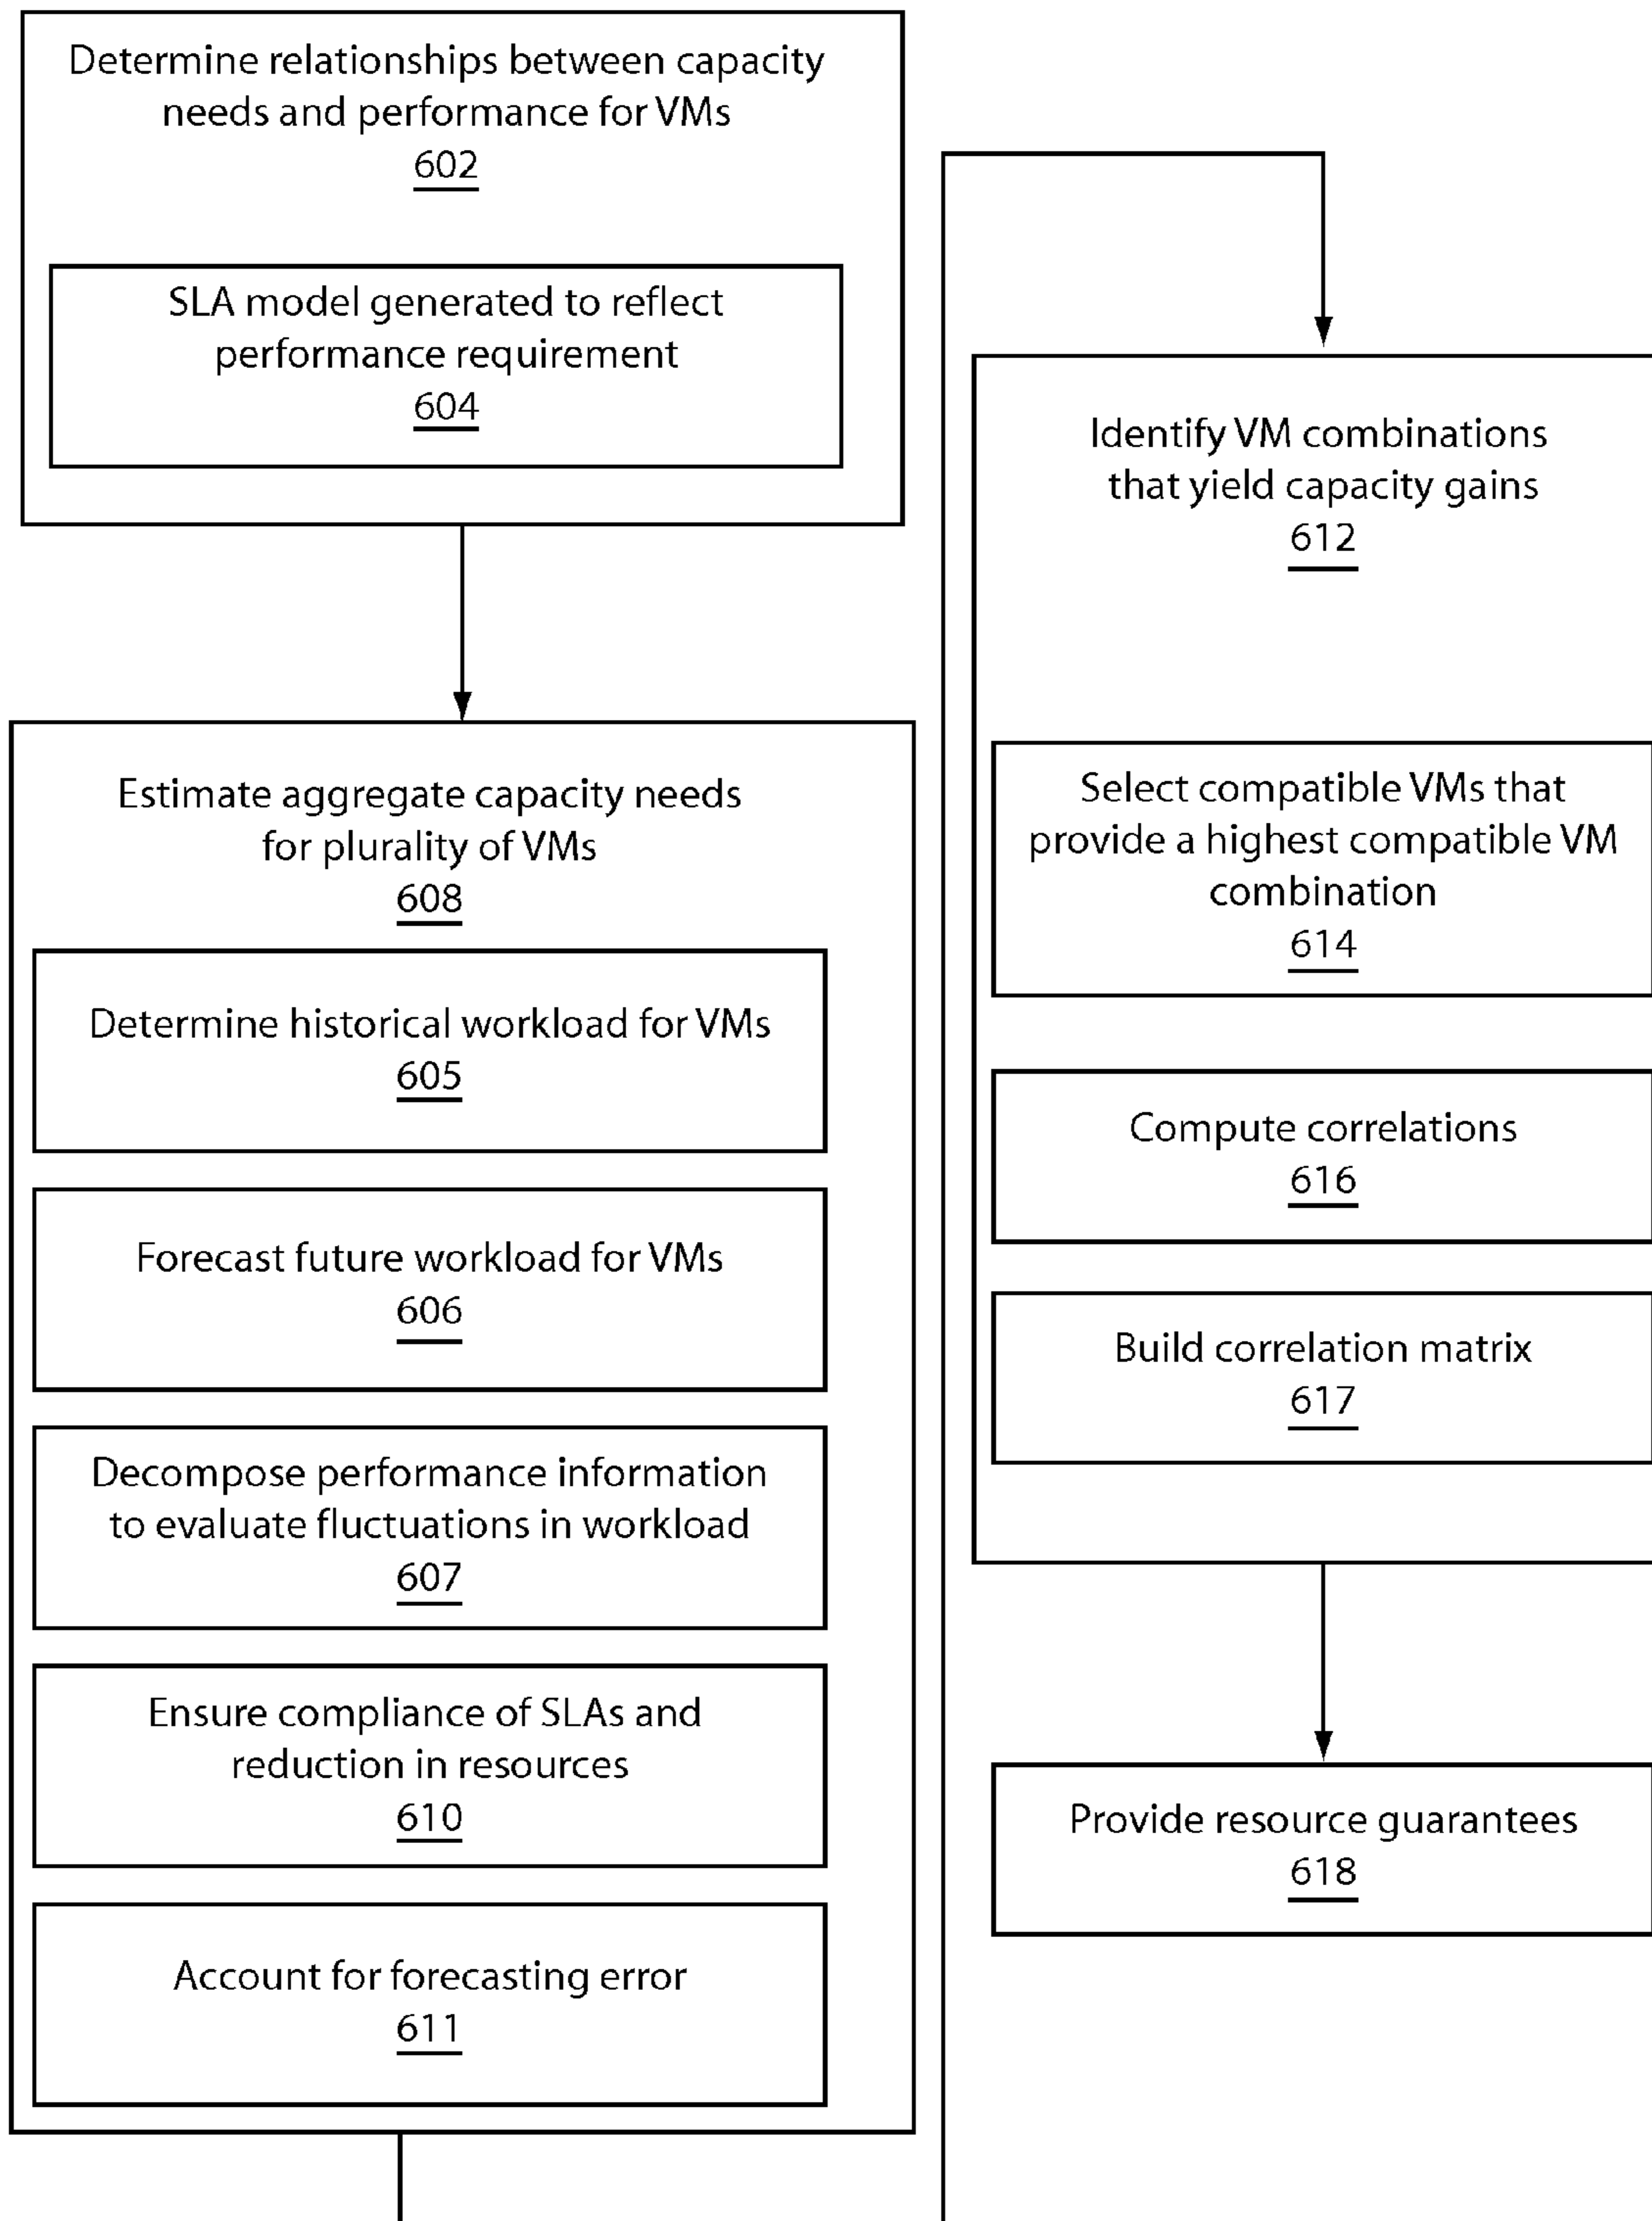 Determine relationships between capacity
needs and performance for VMs
602
SLA model generated to reflect
performance requirement
604
Estimate aggregate capacity needs
for plurality of VMs
608
Determine historical workload for VMs
605
Forecast future workload for VMs
606
Decompose performance information
to evaluate fluctuations in workload
607
Ensure compliance of SLAs and
reduction in resources
610
Account for forecasting error
611
Identify VM combinations
that yield capacity gains
612
Select compatible VMs that
provide a highest compatible VM
combination
614
Compute correlations
616
Build correlation matrix
617
Provide resource guarantees
618